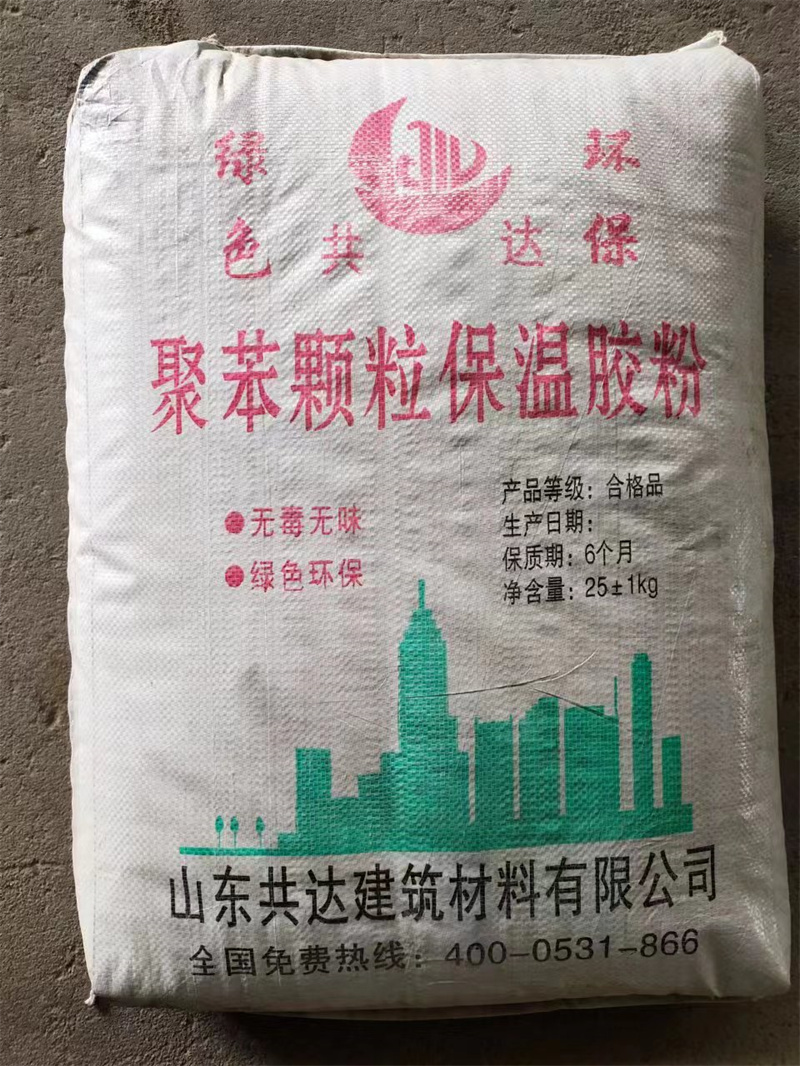 绿色
环保
共达
聚苯颗粒保温胶粉
●无毒无味
●绿色环保
产品等级：合格品
生产日期：
保质期：6个月
净含量：25±1kg
山东共达建筑材料有限公司
全国免费热线：400-0531-866